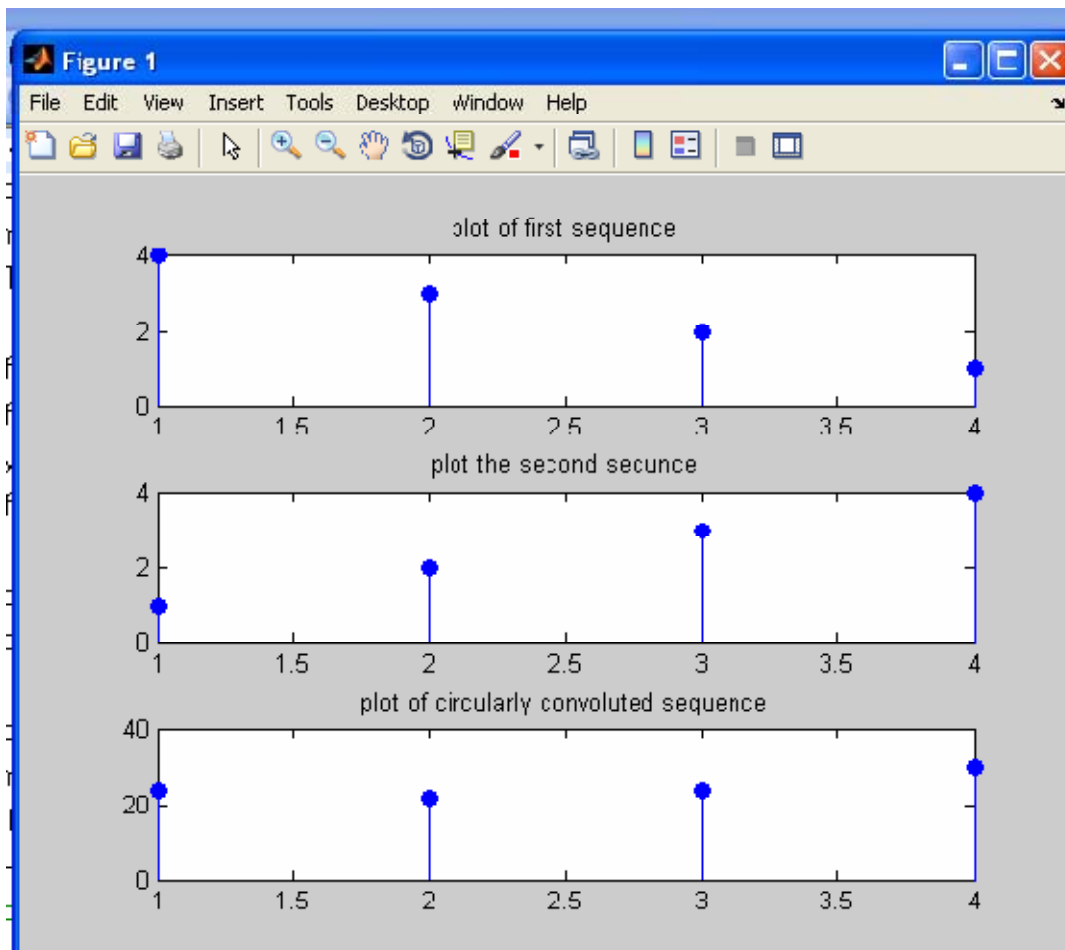 Figure 1
File Edit View Insert Tools Desktop Window Help
plot of first sequence
4
2
0
1 1.5 2 2.5 3 3.5 4
plot the second secunce
4
2
0
1 1.5 2 2.5 3 3.5 4
plot of circularly convoluted sequence
40
20
0
1 1.5 2 2.5 3 3.5 4